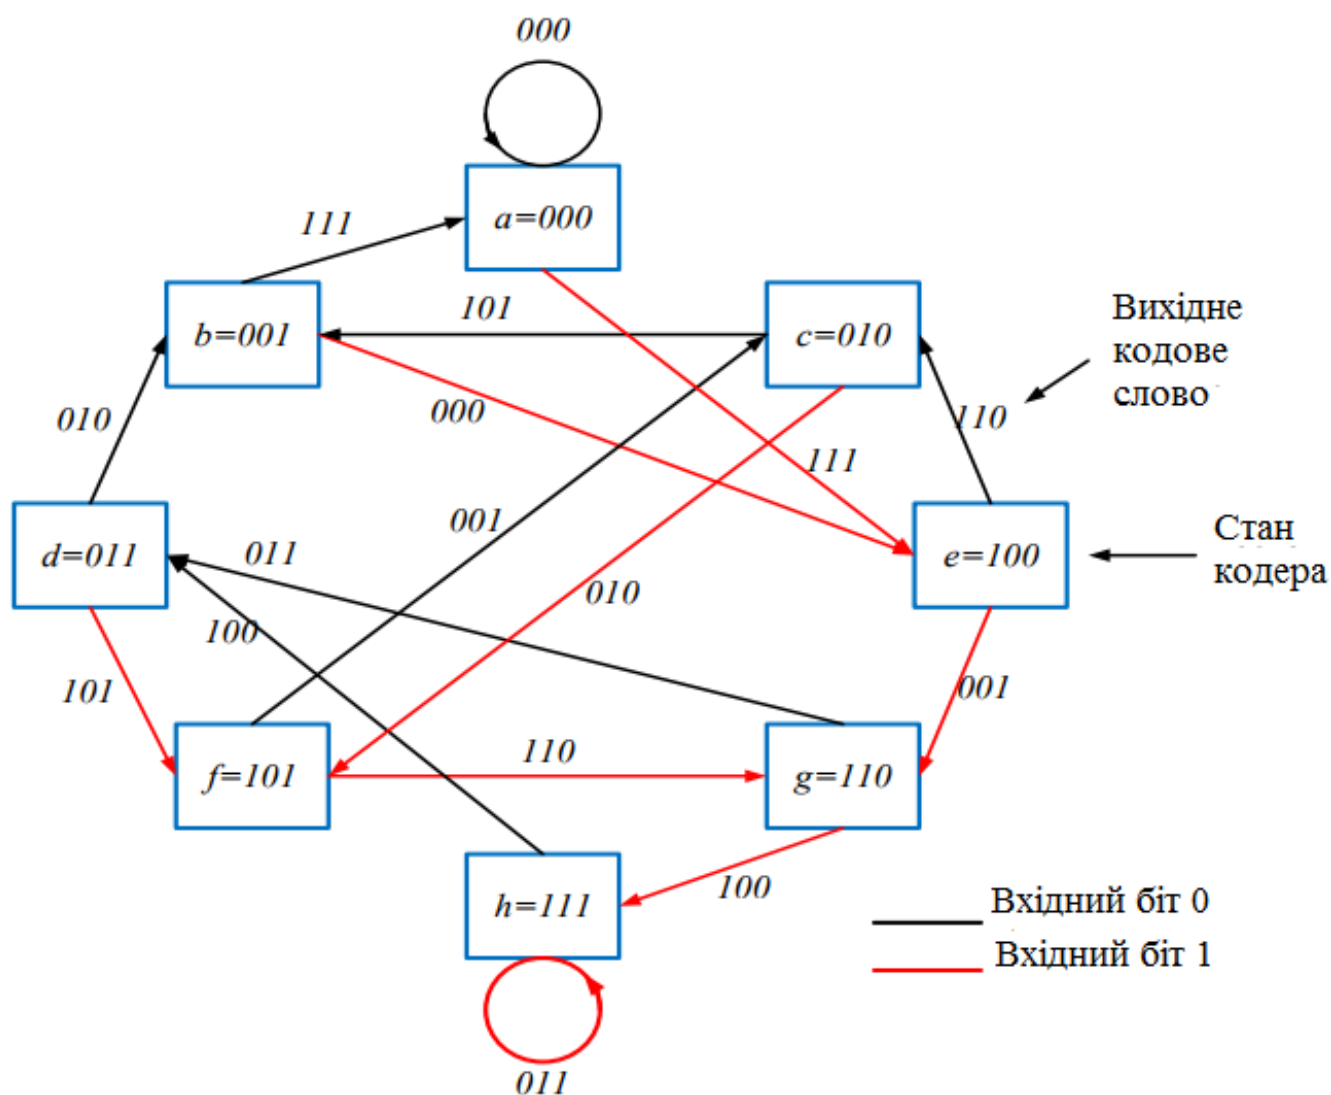 000
a=000
111
b=001
101
c=010
Вихідне
кодове
слово
010
000
110
111
001
d=011
011
e=100
Стан
кодера
100
010
101
001
f=101
110
g=110
100
h=111
Вхідний біт 0
Вхідний біт 1
011